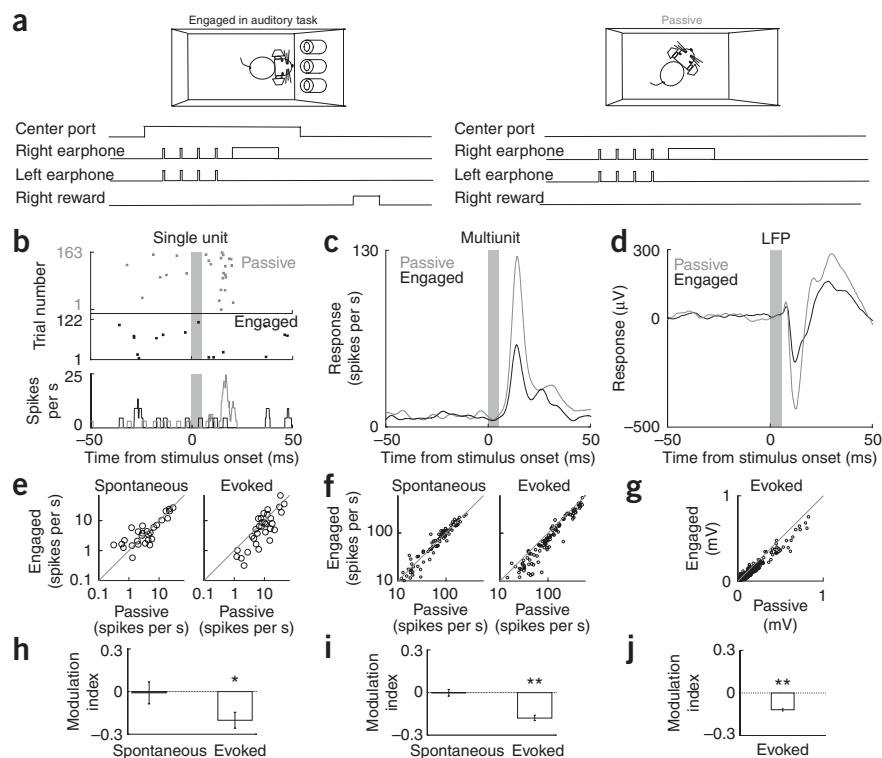 a
Engaged in auditory task
Passive
Center port
Right earphone
Left earphone
Right reward
Center port
Right earphone
Left earphone
Right reward
b
Single unit
163
Passive
1
122
Engaged
1
Trial number
25
0
Spikes
per s
−50 0 50
Time from stimulus onset (ms)
c
Multiunit
130
Passive
Engaged
Response
(spikes per s)
0
−50 0 50
Time from stimulus onset (ms)
d
LFP
300
Passive
Engaged
0
Response (μV)
−500
−50 0 50
Time from stimulus onset (ms)
e
Spontaneous Evoked
Engaged
(spikes per s)
10
1
0.1
0.1 1 10 0.1 1 10
Passive Passive
(spikes per s) (spikes per s)
f
Spontaneous Evoked
Engaged
(spikes per s)
100
10
10 100 10 100
Passive Passive
(spikes per s) (spikes per s)
g
Evoked
1
Engaged
(mV)
0
0 1
Passive
(mV)
h
0.3
0
−0.3
Modulation
index
*
Spontaneous Evoked
i
0.3
0
−0.3
Modulation
index
**
Spontaneous Evoked
j
0.3
0
−0.3
Modulation
index
**
Evoked